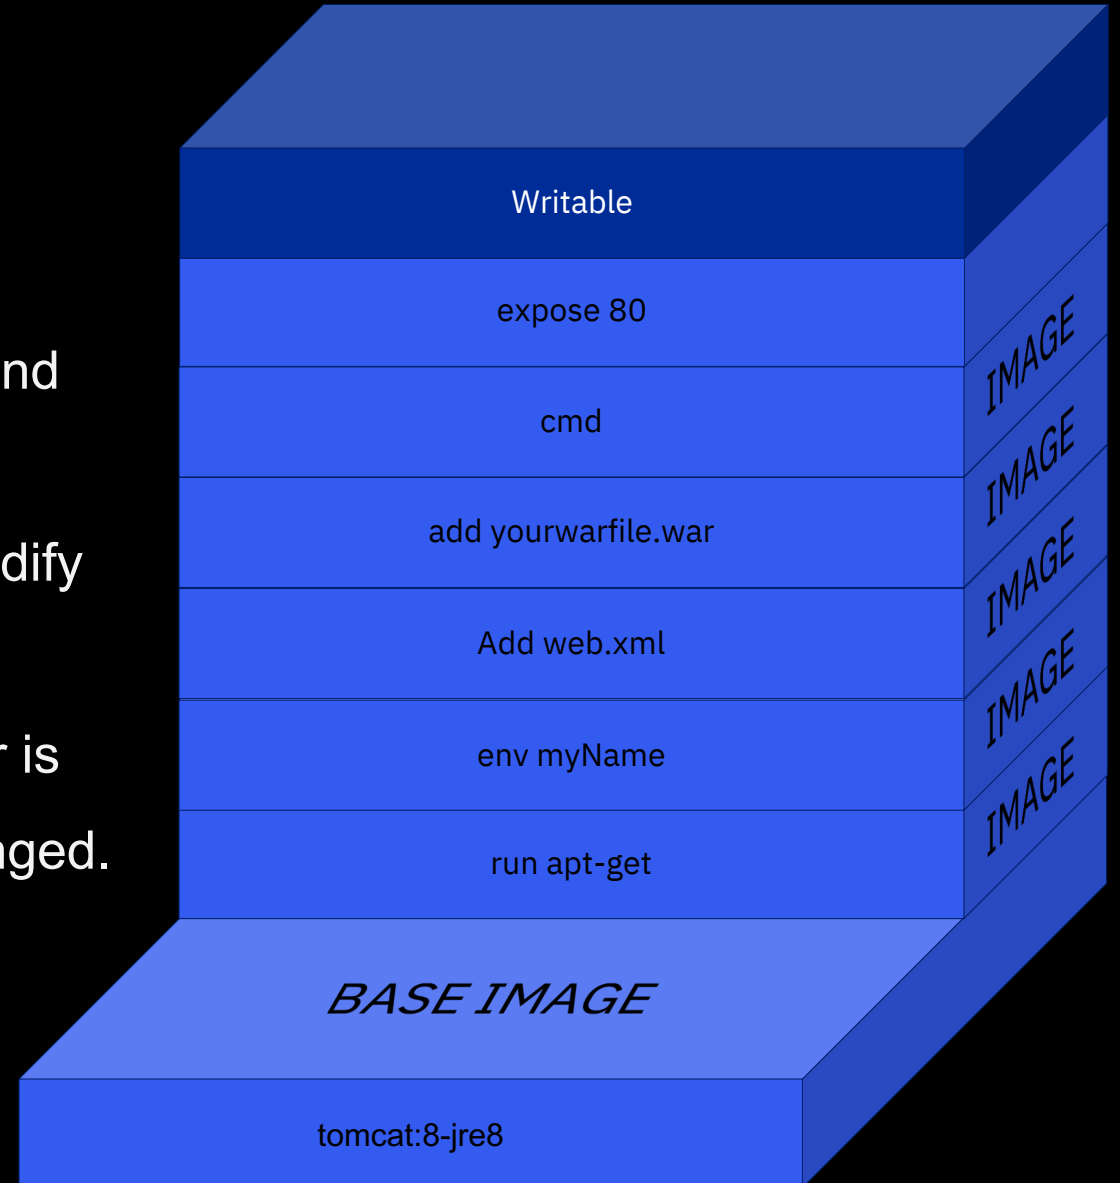 Writable
expose 80
IMAGE
nd
cmd
IMAGE
add yourwarfile.war
dify
IMAGE
Add web.xml
IMAGE
env myName
r is
IMAGE
run apt-get
nged.
BASE IMAGE
tomcat:8-jre8